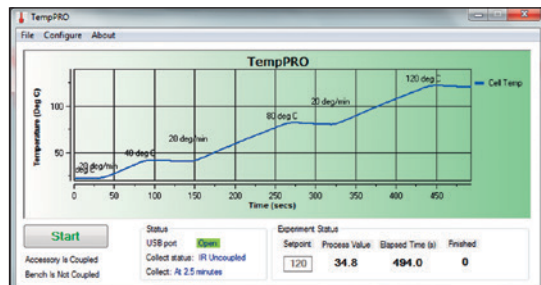 TempPRO
File Configure About
TempPRO
120 deg C
Cell Temp
20 deg/min
80 deg C
100
20 deg/min
40 deg C
20 deg/min
deg C
50
Temperature (Deg C)
0 50 100 150 200 250 300 350 400 450
Time (secs)
Start
Accessory Is Coupled
Bench Is Not Coupled
Status
USB port Open
Collect status: IR Uncoupled
Collect: At 2.5 minutes
Experiment Status
Setpoint Process Value Elapsed Time (s) Finished
120 34.8 494.0 0